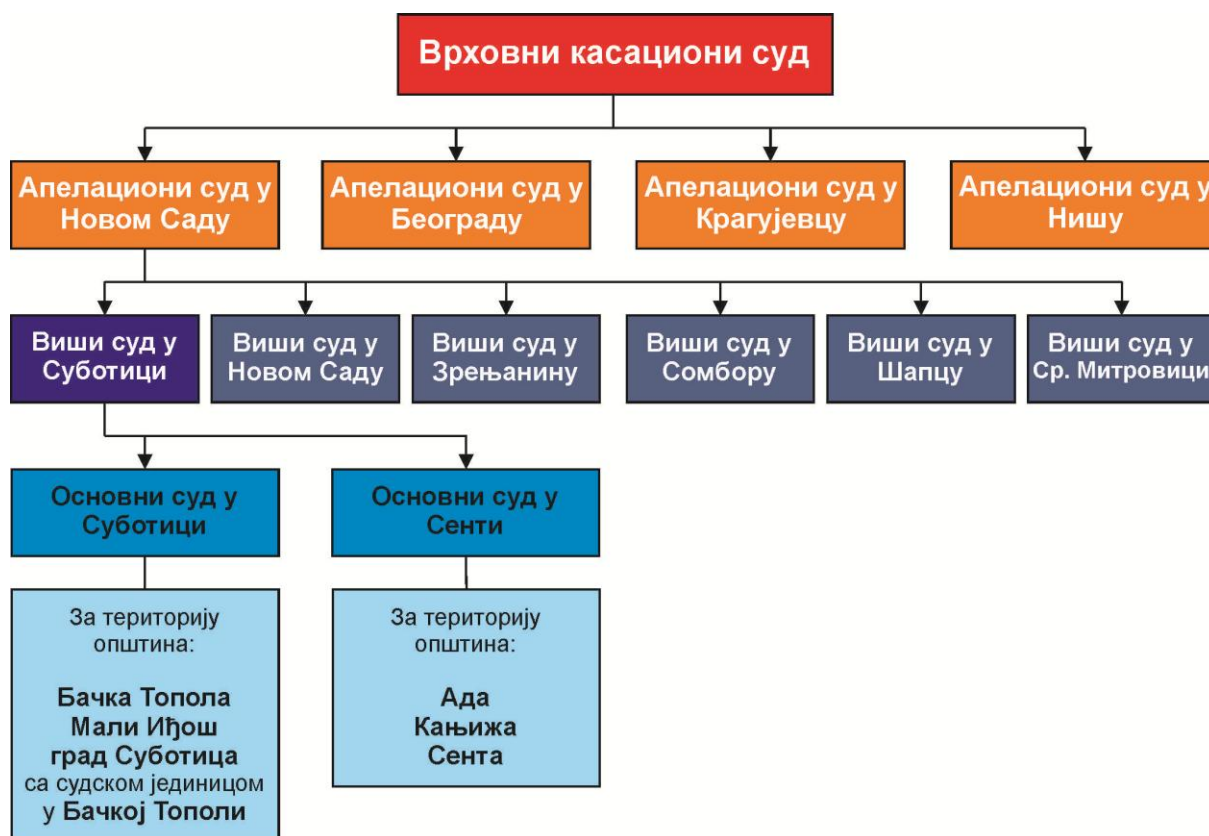 Врховни касациони суд
Апелациони суд у
Новом Саду
Апелациони суд у
Београду
Апелациони суд у
Крагујевцу
Апелациони суд у
Нишу
Виши суд у
Суботици
Виши суд у
Новом Саду
Виши суд у
Зрењанину
Виши суд у
Сомбору
Виши суд у
Шапцу
Виши суд у
Ср. Митровици
Основни суд у
Суботици
Основни суд у
Сенти
За територију
општина:
Бачка Топола
Мали Иђош
град Суботица
са судском јединицом
у Бачкој Тополи
За територију
општина:
Ада
Кањижа
Сента